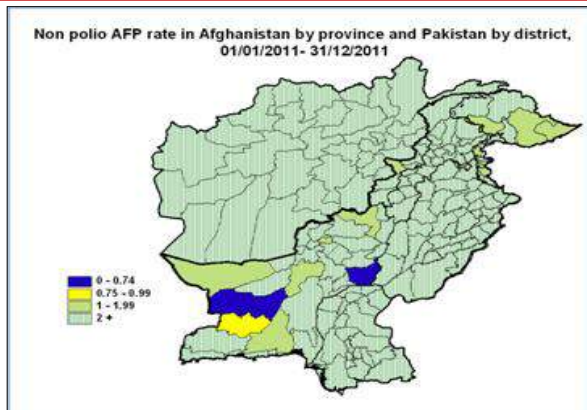 Non polio AFP rate in Afghanistan by province and Pakistan by district,
01/01/2011- 31/12/2011
0 - 0.74
0.75 - 0.99
1 - 1.99
2 +